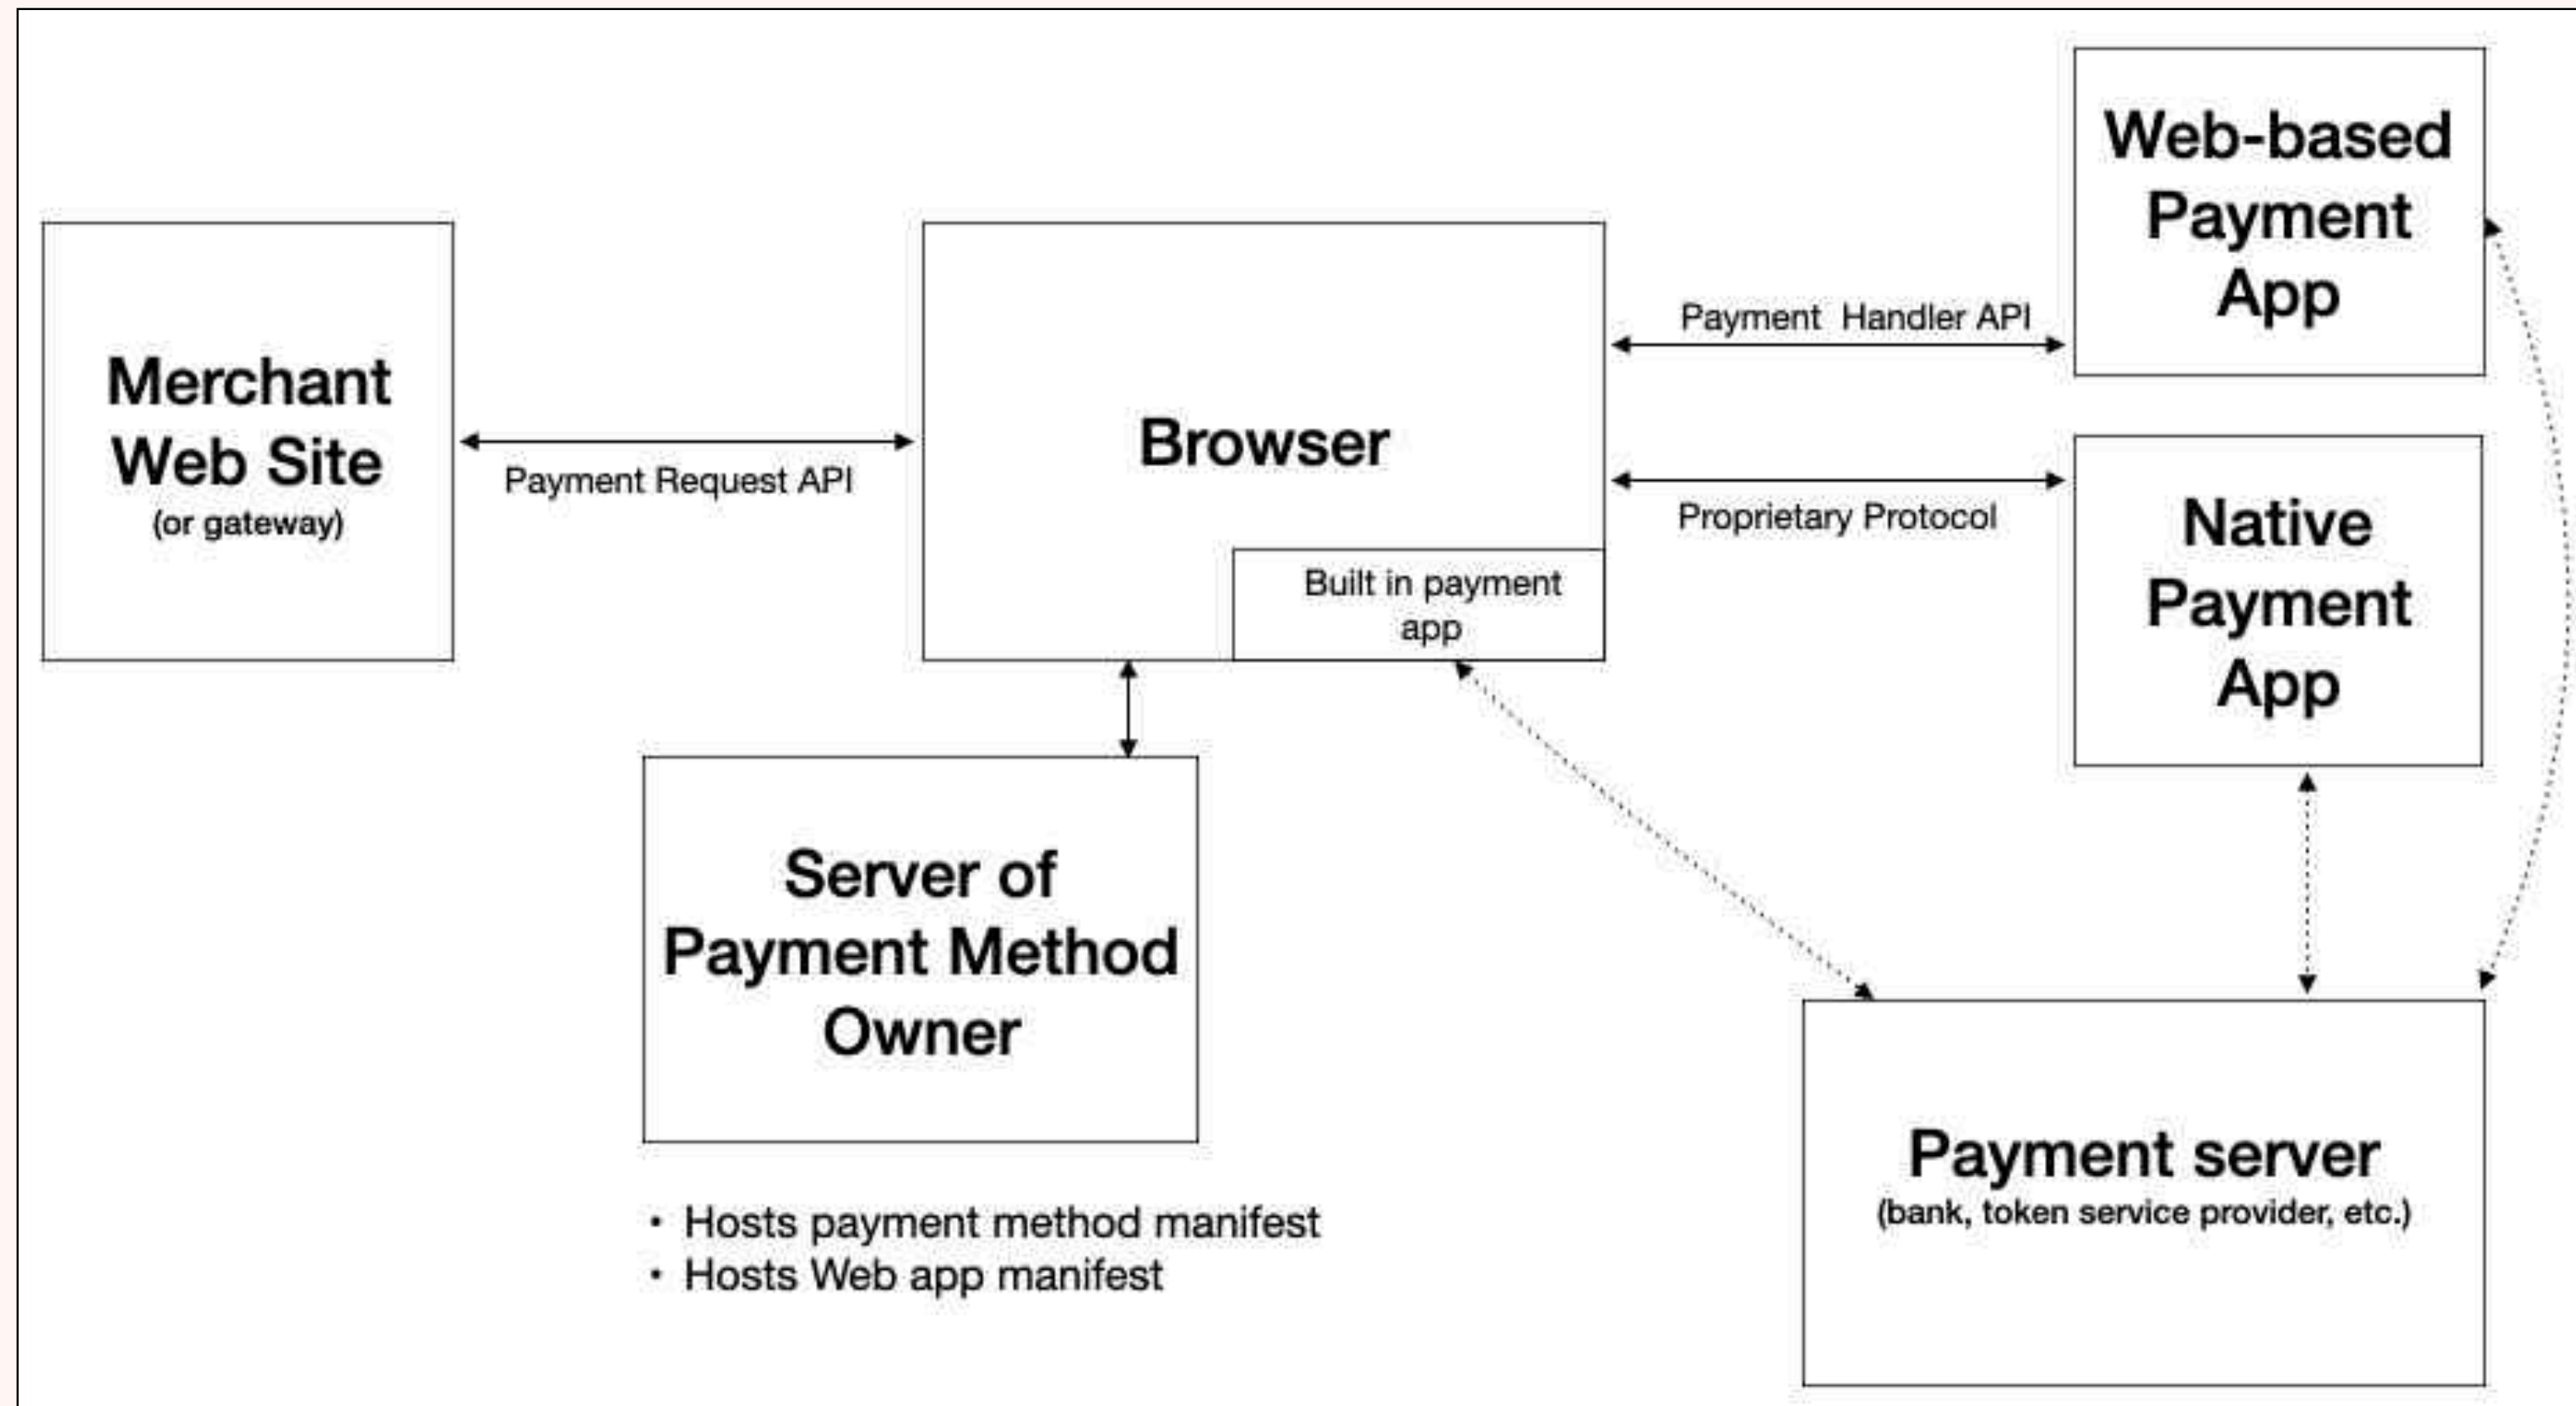 Merchant
Web Site
(or gateway)
Payment Request API
Browser
Built in payment
app
Payment Handler API
Proprietary Protocol
Web-based
Payment
App
Native
Payment
App
Server of
Payment Method
Owner
• Hosts payment method manifest
• Hosts Web app manifest
Payment server
(bank, token service provider, etc.)